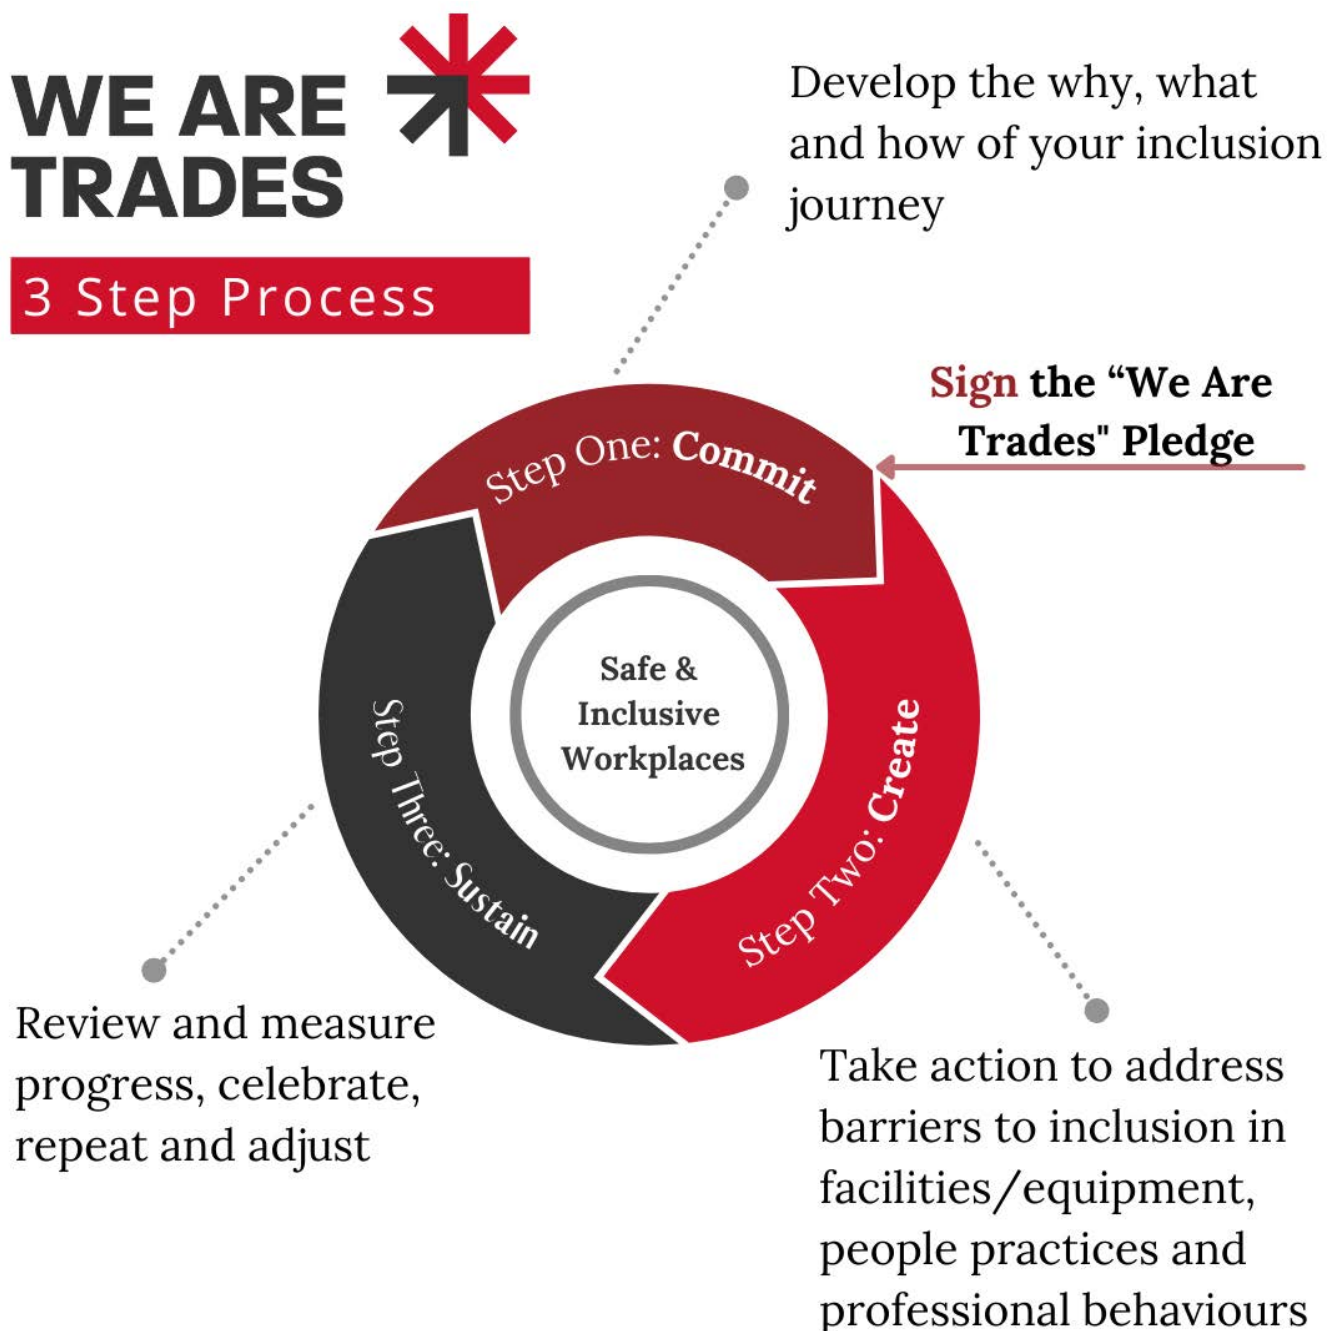 WE ARE
TRADES
3 Step Process
Develop the why, what
and how of your inclusion
journey
Sign the “We Are
Trades" Pledge
Step One: Commit
Safe &
Inclusive
Workplaces
Step Two: Create
Step Three: Sustain
Review and measure
progress, celebrate,
repeat and adjust
Take action to address
barriers to inclusion in
facilities/equipment,
people practices and
professional behaviours